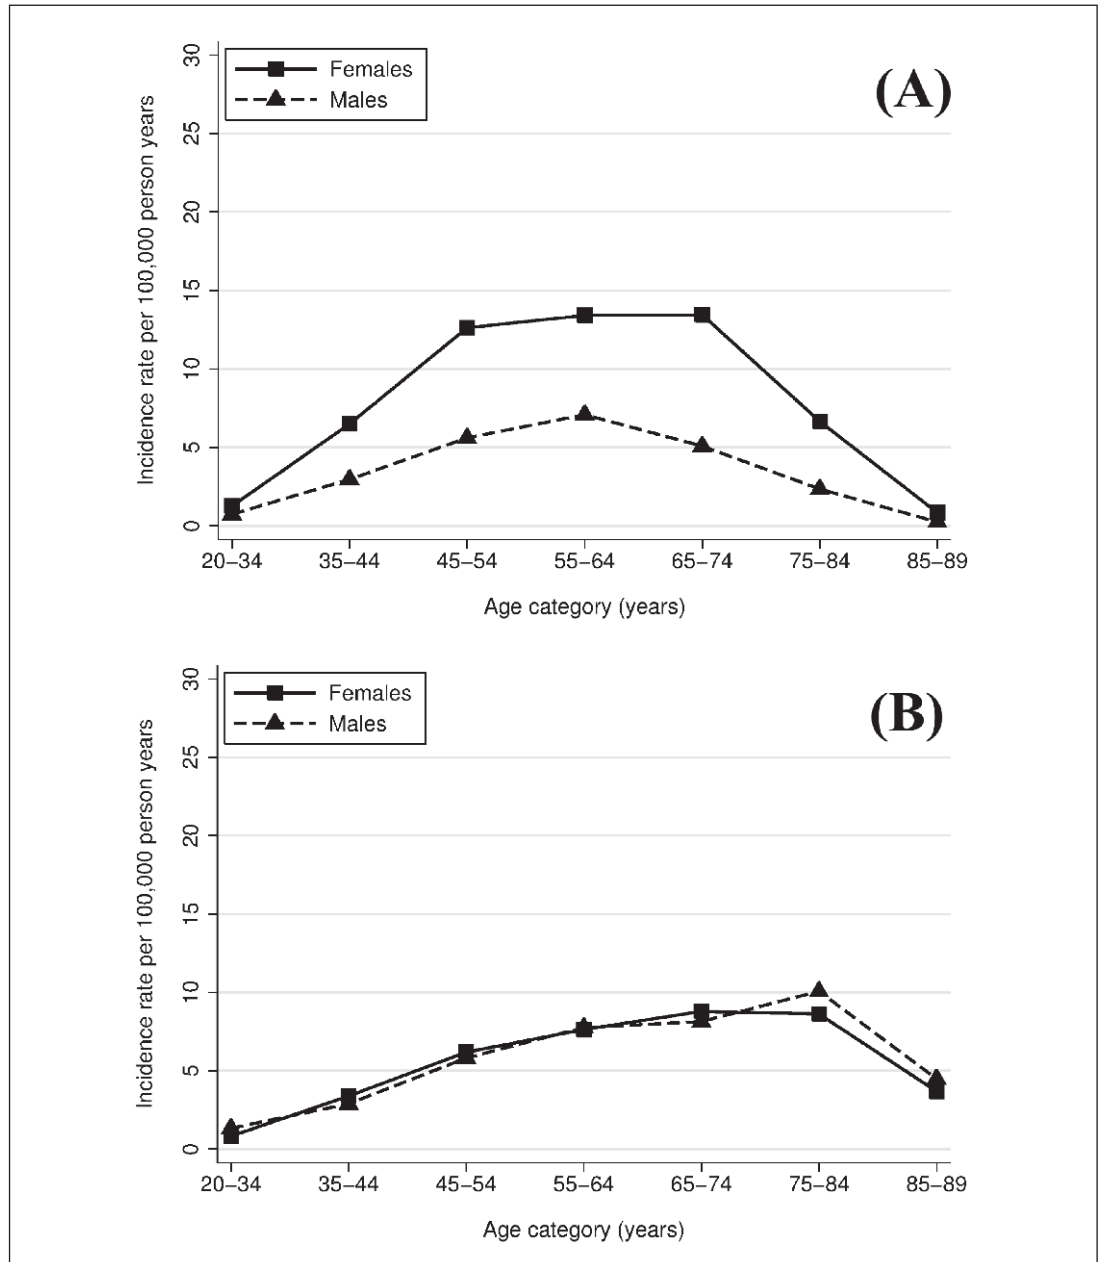 (A)
Females
Males
Incidence rate per 100,000 person years
30
25
20
15
10
5
0
20–34 35–44 45–54 55–64 65–74 75–84 85–89
Age category (years)
(B)
Females
Males
Incidence rate per 100,000 person years
30
25
20
15
10
5
0
20–34 35–44 45–54 55–64 65–74 75–84 85–89
Age category (years)